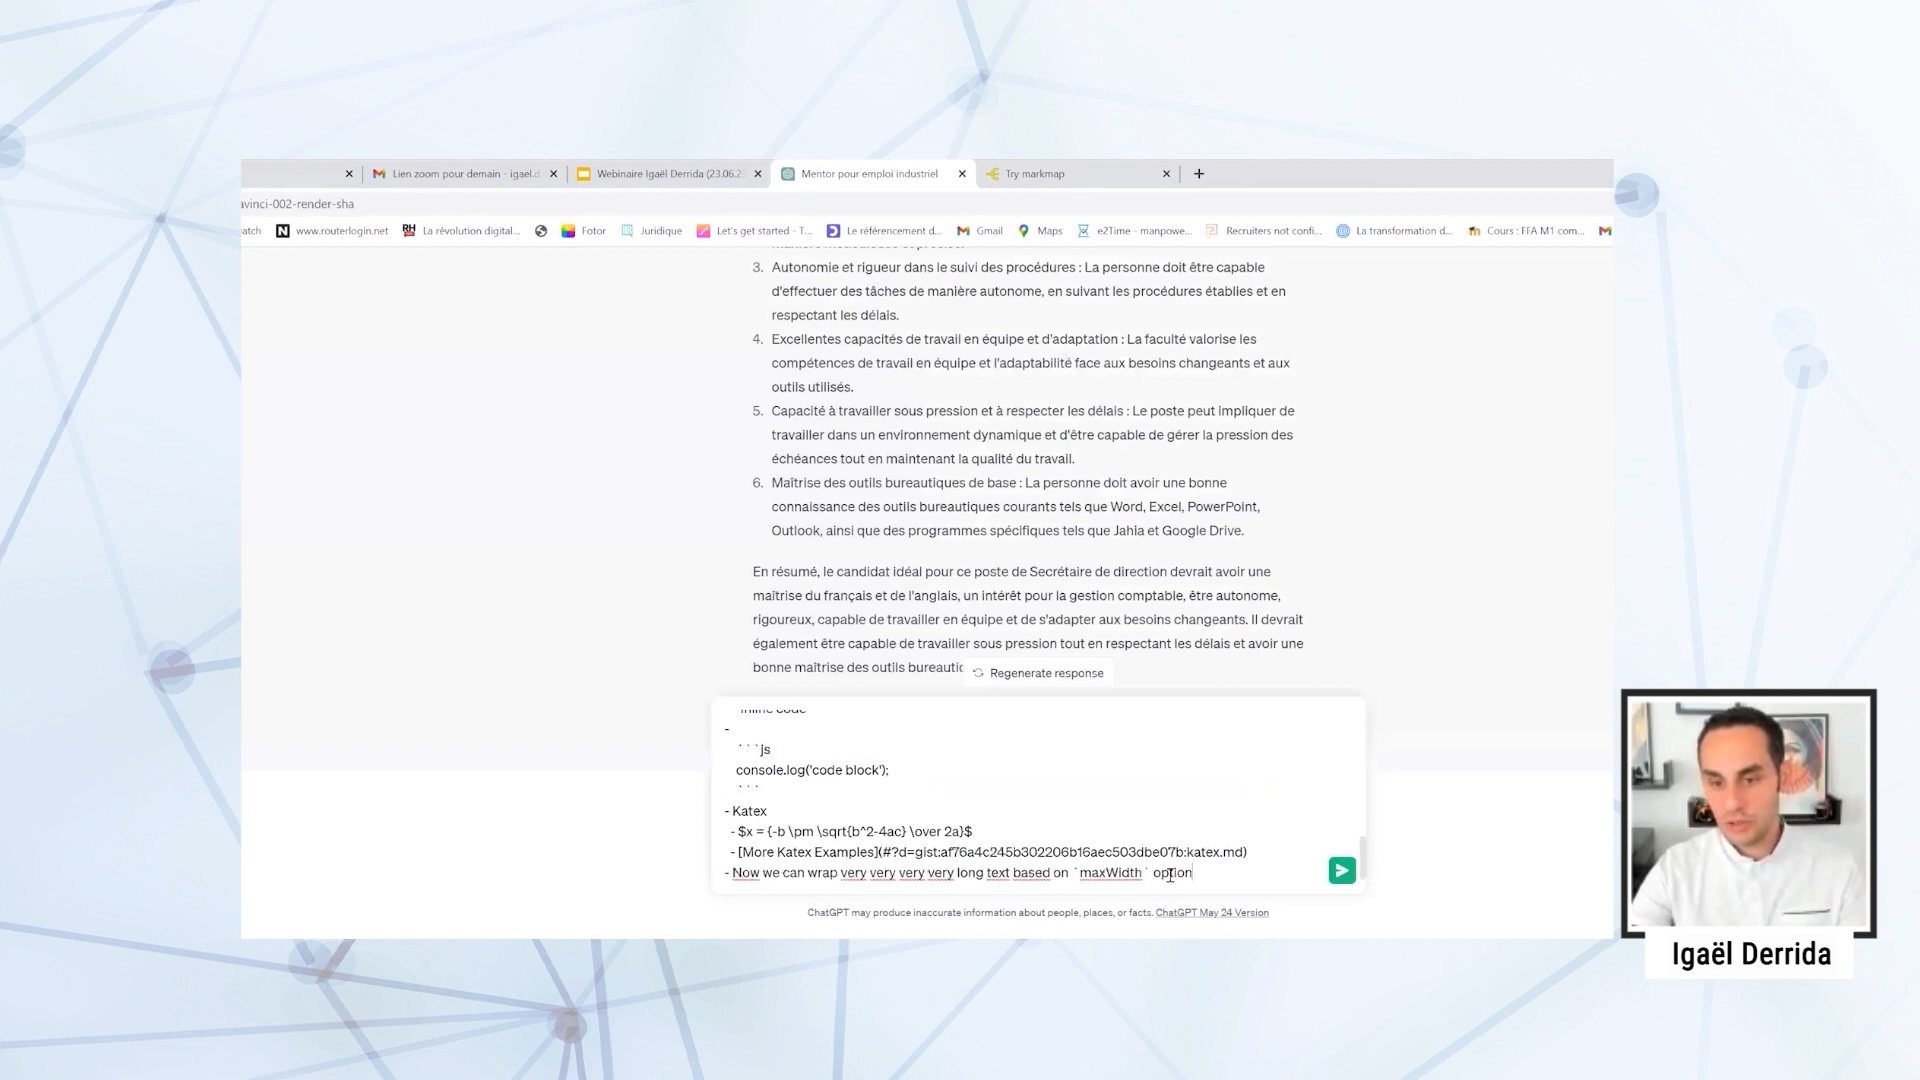 Lien zoom pour demain - igael.d
Webinaire Igaël Derrida (23.06.23
Mentor pour emploi industriel
Try markmap
avinci-002-render-sha
atch
www.routerlogin.net
La révolution digital...
Fotor
Juridique
Let's get started · T...
Le référencement d...
Gmail
Maps
e2Time - manpowe...
Recruiters not confi...
La transformation d...
Cours : FFA M1 com...
3. Autonomie et rigueur dans le suivi des procédures : La personne doit être capable
d'effectuer des tâches de manière autonome, en suivant les procédures établies et en
respectant les délais.
4. Excellentes capacités de travail en équipe et d'adaptation : La faculté valorise les
compétences de travail en équipe et l'adaptabilité face aux besoins changeants et aux
outils utilisés.
5. Capacité à travailler sous pression et à respecter les délais : Le poste peut impliquer de
travailler dans un environnement dynamique et d'être capable de gérer la pression des
échéances tout en maintenant la qualité du travail.
6. Maîtrise des outils bureautiques de base : La personne doit avoir une bonne
connaissance des outils bureautiques courants tels que Word, Excel, PowerPoint,
Outlook, ainsi que des programmes spécifiques tels que Jahia et Google Drive.
En résumé, le candidat idéal pour ce poste de Secrétaire de direction devrait avoir une
maîtrise du français et de l'anglais, un intérêt pour la gestion comptable, être autonome,
rigoureux, capable de travailler en équipe et de s'adapter aux besoins changeants. Il devrait
également être capable de travailler sous pression tout en respectant les délais et avoir une
bonne maîtrise des outils bureautic
Regenerate response
inline code
-
```js
console.log('code block');
```
- Katex
- $x = {-b \pm \sqrt{b^2-4ac} \over 2a}$
- [More Katex Examples](#?d=gist:af76a4c245b302206b16aec503dbe07b:katex.md)
- Now we can wrap very very very very long text based on `maxWidth` option
ChatGPT may produce inaccurate information about people, places, or facts. ChatGPT May 24 Version
Igaël Derrida